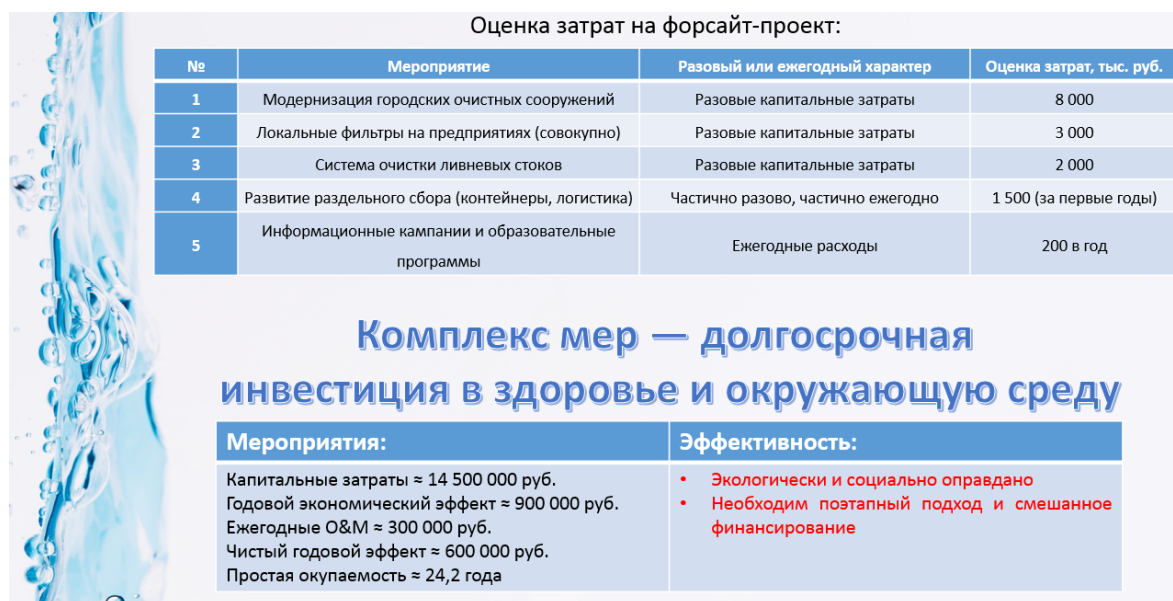 Оценка затрат на форсайт-проект:
№ Мероприятие Разовый или ежегодный характер Оценка затрат, тыс. руб.
1 Модернизация городских очистных сооружений Разовые капитальные затраты 8 000
2 Локальные фильтры на предприятиях (совокупно) Разовые капитальные затраты 3 000
3 Система очистки ливневых стоков Разовые капитальные затраты 2 000
4 Развитие раздельного сбора (контейнеры, логистика) Частично разово, частично ежегодно 1 500 (за первые годы)
5 Информационные кампании и образовательные
программы Ежегодные расходы 200 в год
Комплекс мер — долгосрочная
инвестиция в здоровье и окружающую среду
Мероприятия:
Капитальные затраты ≈ 14 500 000 руб.
Годовой экономический эффект ≈ 900 000 руб.
Ежегодные O&M ≈ 300 000 руб.
Чистый годовой эффект ≈ 600 000 руб.
Простая окупаемость ≈ 24,2 года
Эффективность:
• Экологически и социально оправдано
• Необходим поэтапный подход и смешанное
финансирование